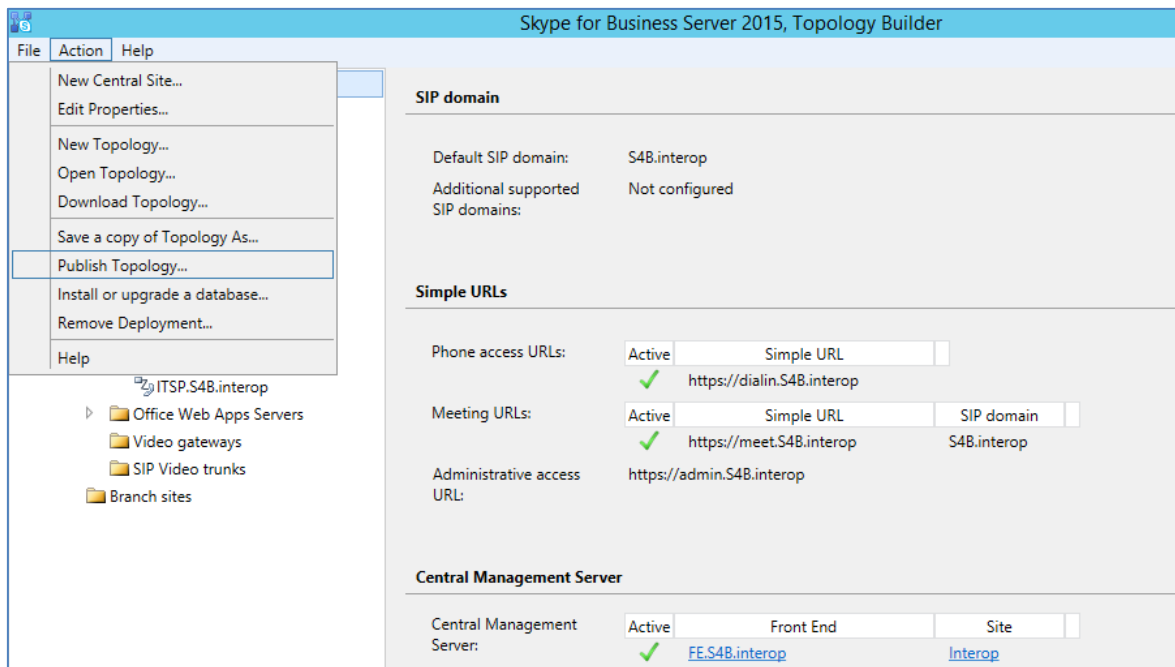 Skype for Business Server 2015, Topology Builder
File Action Help
New Central Site...
Edit Properties...
New Topology...
Open Topology...
Download Topology...
Save a copy of Topology As...
Publish Topology...
Install or upgrade a database...
Remove Deployment...
Help
ITSP.S4B.interop
Office Web Apps Servers
Video gateways
SIP Video trunks
Branch sites
SIP domain
Default SIP domain: S4B.interop
Additional supported Not configured
SIP domains:
Simple URLs
Phone access URLs: Active Simple URL
https://dialin.S4B.interop
Meeting URLs: Active Simple URL SIP domain
https://meet.S4B.interop S4B.interop
Administrative access https://admin.S4B.interop
URL:
Central Management Server
Central Management Active Front End Site
Server: FE.S4B.interop Interop